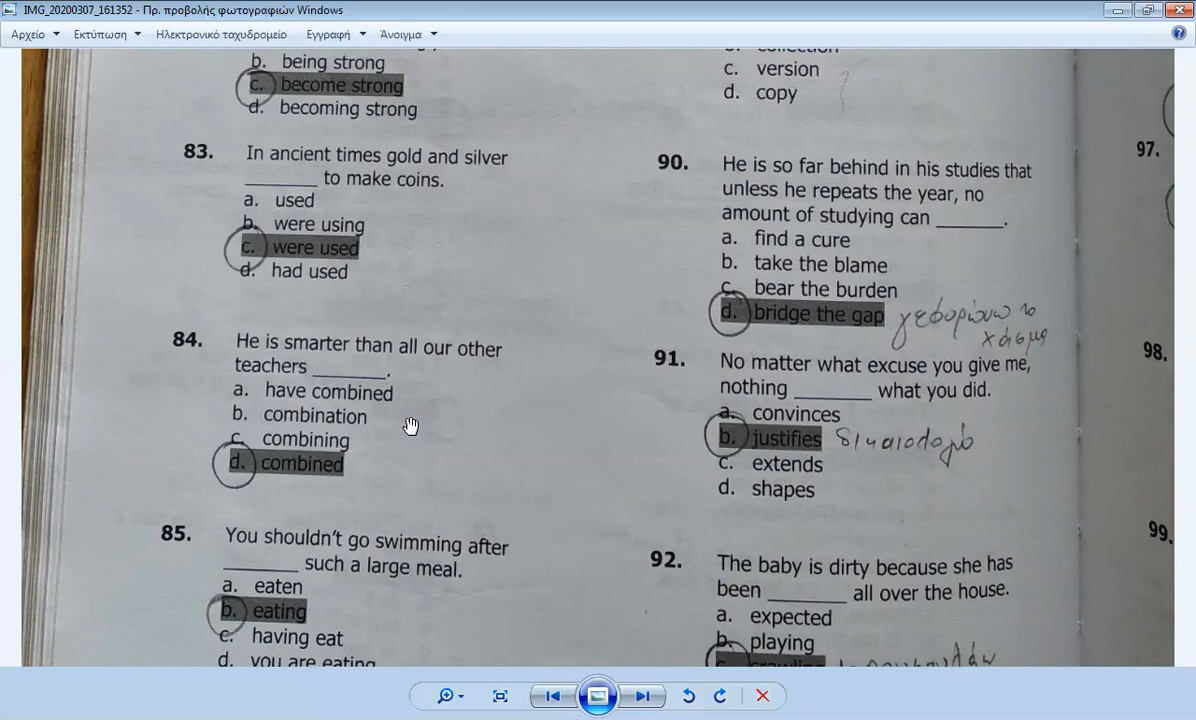 IMG_20200307_161352 - Πρ. προβολής φωτογραφιών Windows
Αρχείο Εκτύπωση Ηλεκτρονικό ταχυδρομείο Εγγραφή Άνοιγμα
b. being strong
c. become strong
d. becoming strong
83. In ancient times gold and silver
_______ to make coins.
a. used
b. were using
c. were used
d. had used
84. He is smarter than all our other
teachers _______.
a. have combined
b. combination
c. combining
d. combined
85. You shouldn't go swimming after
_______ such a large meal.
a. eaten
b. eating
c. having eat
d. you are eating
collection
c. version
d. copy
90. He is so far behind in his studies that
unless he repeats the year, no
amount of studying can _______.
a. find a cure
b. take the blame
c. bear the burden
d. bridge the gap γεφυρώνω το
χάσμα
91. No matter what excuse you give me,
nothing _______ what you did.
a. convinces
b. justifies δικαιολογώ
c. extends
d. shapes
92. The baby is dirty because she has
been _______ all over the house.
a. expected
b. playing
c. crawling
97.
98.
99.